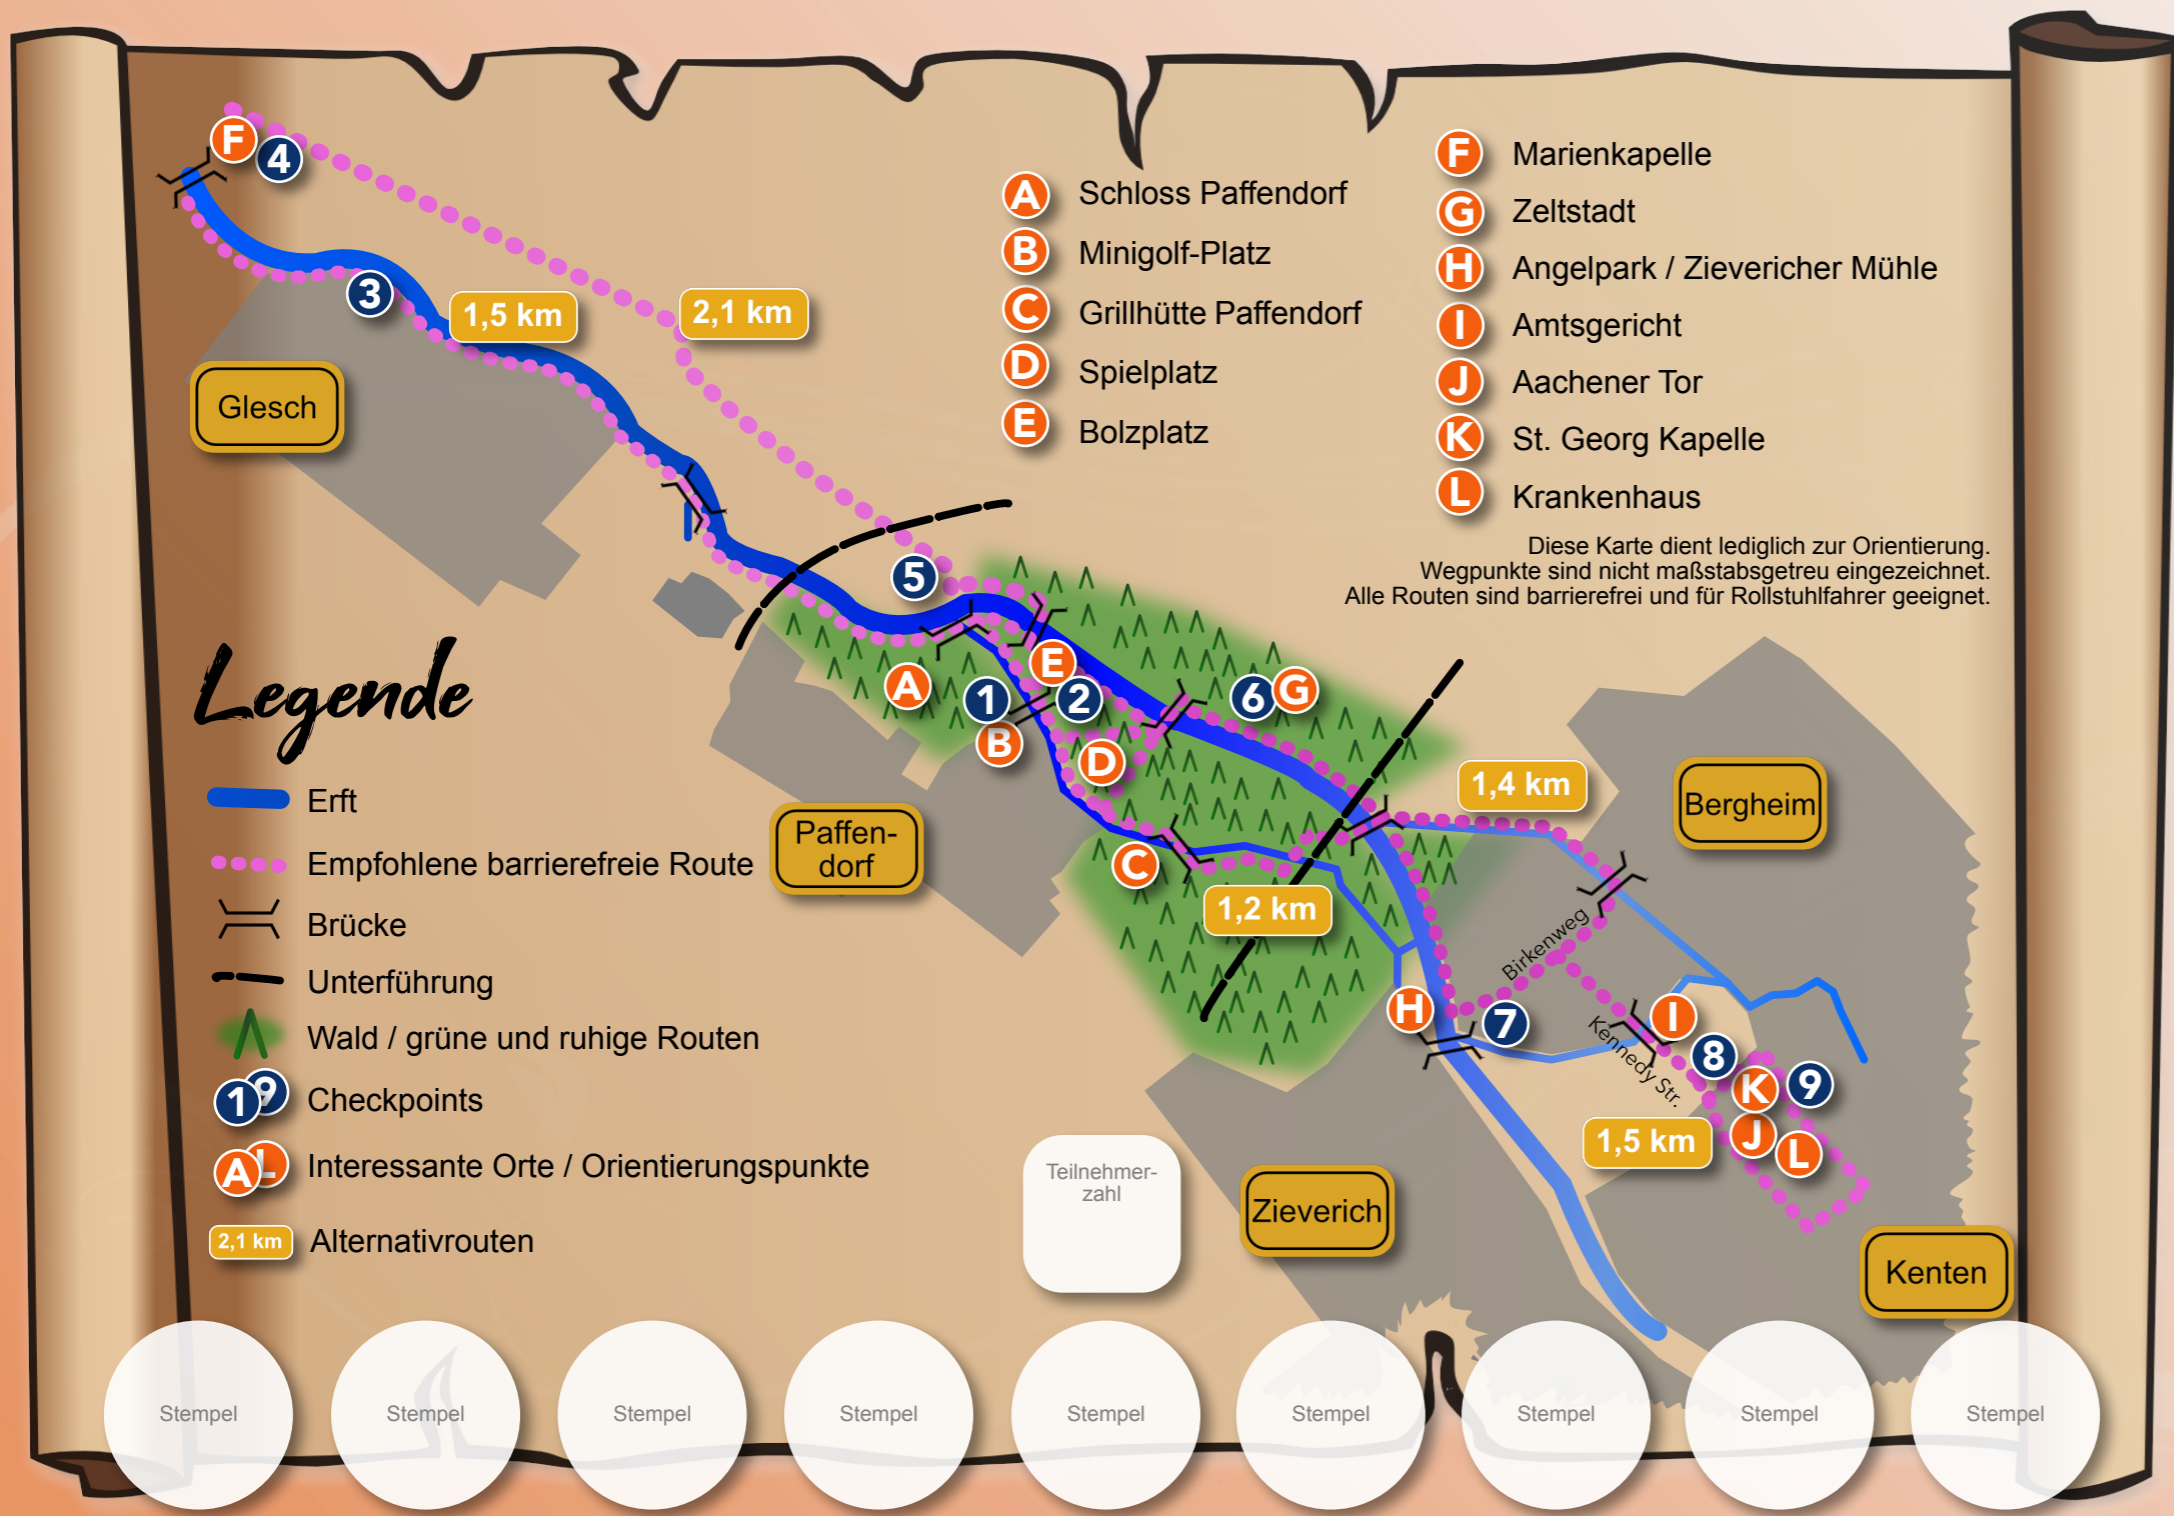 F
4
3
1,5 km
2,1 km
Glesch
A Schloss Paffendorf
B Minigolf-Platz
C Grillhütte Paffendorf
D Spielplatz
E Bolzplatz
F Marienkapelle
G Zeltstadt
H Angelpark / Zievericher Mühle
I Amtsgericht
J Aachener Tor
K St. Georg Kapelle
L Krankenhaus
Diese Karte dient lediglich zur Orientierung.
Wegpunkte sind nicht maßstabsgetreu eingezeichnet.
Alle Routen sind barrierefrei und für Rollstuhlfahrer geeignet.
5
E
A
1
2
6
G
B
D
C
1,4 km
Bergheim
Paffen-
dorf
1,2 km
Birkenweg
H
7
I
Kennedy Str.
8
K
9
J
L
1,5 km
Zieverich
Kenten
Legende
Erft
Empfohlene barrierefreie Route
Brücke
Unterführung
Wald / grüne und ruhige Routen
1 9 Checkpoints
A L Interessante Orte / Orientierungspunkte
2,1 km Alternativrouten
Teilnehmer-
zahl
Stempel
Stempel
Stempel
Stempel
Stempel
Stempel
Stempel
Stempel
Stempel